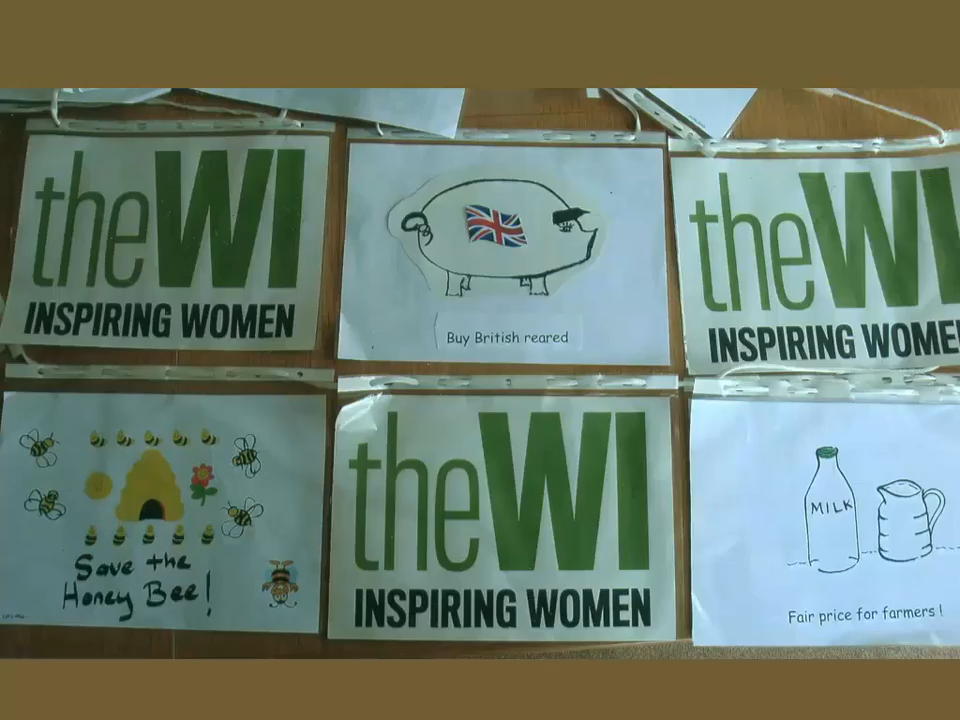 the WI
INSPIRING WOMEN
Buy British reared
the WI
INSPIRING WOMEN
Save the
Honey Bee!
the WI
INSPIRING WOMEN
MILK
Fair price for farmers!